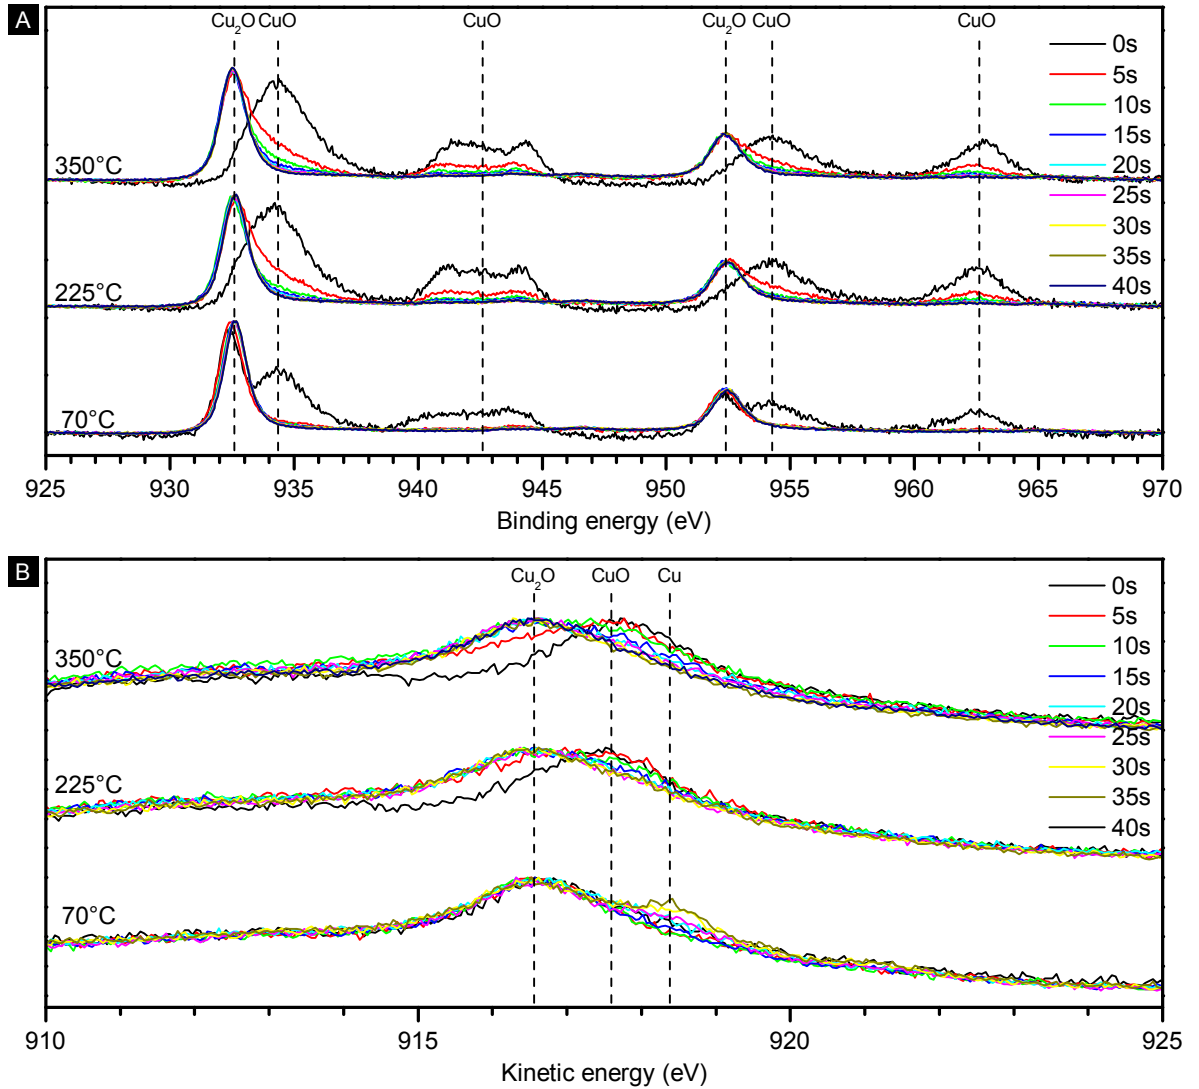 A
Cu₂O CuO CuO Cu₂O CuO CuO
0s
5s
10s
15s
20s
25s
30s
35s
40s
350°C
225°C
70°C
925 930 935 940 945 950 955 960 965 970
Binding energy (eV)
B
Cu₂O CuO Cu
0s
5s
10s
15s
20s
25s
30s
35s
40s
350°C
225°C
70°C
910 915 920 925
Kinetic energy (eV)